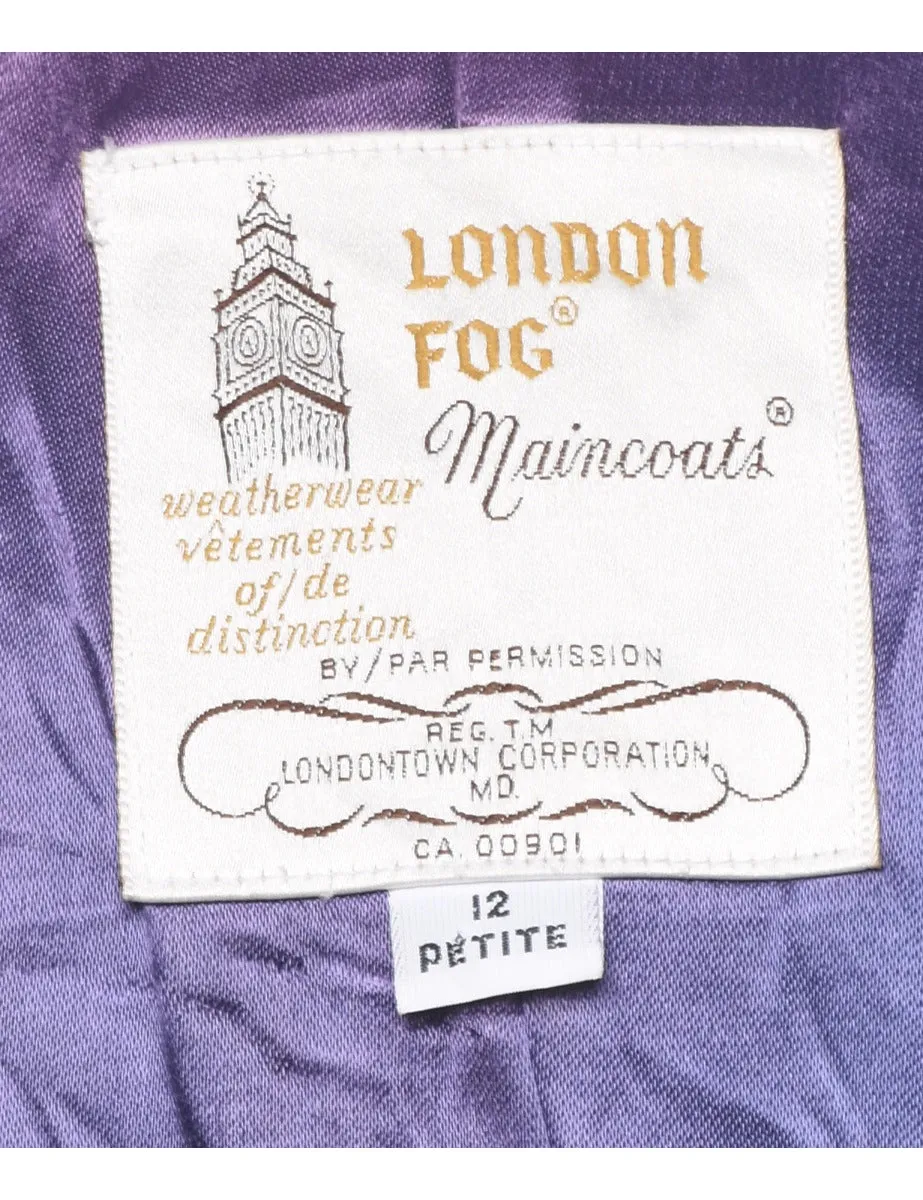 LONDON
FOG®
Maincoats®
weatherwear
vêtements
of/de
distinction
BY/PAR PERMISSION
REG. T.M.
LONDONTOWN CORPORATION,
MD.
CA. 00901
12
PETITE